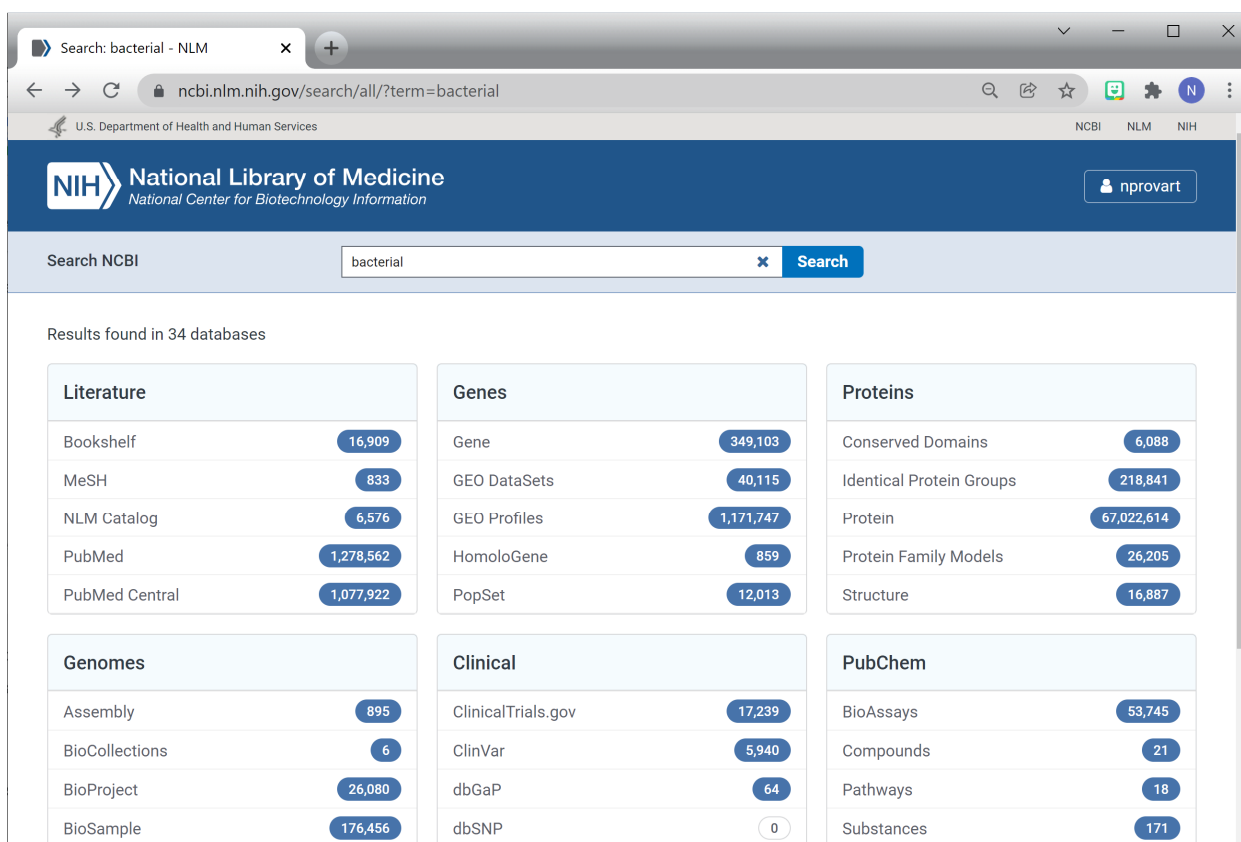 Search: bacterial - NLM
ncbi.nlm.nih.gov/search/all/?term=bacterial
N
U.S. Department of Health and Human Services
NCBI NLM NIH
NIH National Library of Medicine
National Center for Biotechnology Information
nprovart
Search NCBI
bacterial
Search
Results found in 34 databases
Literature
Bookshelf 16,909
MeSH 833
NLM Catalog 6,576
PubMed 1,278,562
PubMed Central 1,077,922
Genes
Gene 349,103
GEO DataSets 40,115
GEO Profiles 1,171,747
HomoloGene 859
PopSet 12,013
Proteins
Conserved Domains 6,088
Identical Protein Groups 218,841
Protein 67,022,614
Protein Family Models 26,205
Structure 16,887
Genomes
Assembly 895
BioCollections 6
BioProject 26,080
BioSample 176,456
Clinical
ClinicalTrials.gov 17,239
ClinVar 5,940
dbGaP 64
dbSNP 0
PubChem
BioAssays 53,745
Compounds 21
Pathways 18
Substances 171